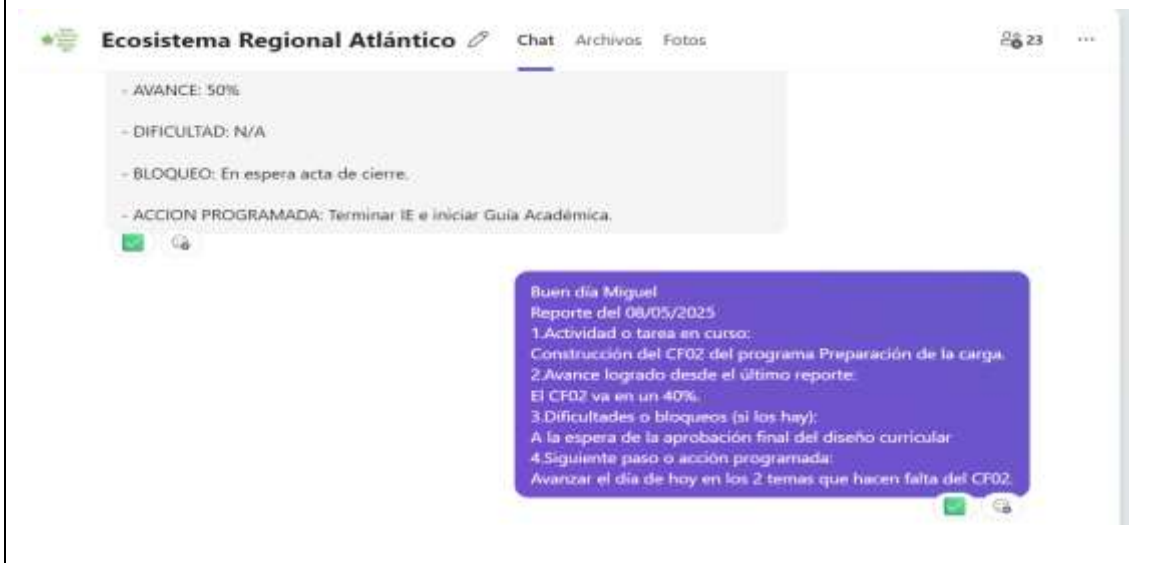 Ecosistema Regional Atlántico Chat Archivos Fotos 23 ...
- AVANCE: 50%
- DIFICULTAD: N/A
- BLOQUEO: En espera acta de cierre.
- ACCION PROGRAMADA: Terminar IE e iniciar Guía Académica.
Buen día Miguel
Reporte del 08/05/2025
1.Actividad o tarea en curso:
Construcción del CF02 del programa Preparación de la carga.
2.Avance logrado desde el último reporte:
El CF02 va en un 40%.
3.Dificultades o bloqueos (si los hay):
A la espera de la aprobación final del diseño curricular
4.Siguiente paso o acción programada:
Avanzar el día de hoy en los 2 temas que hacen falta del CF02.